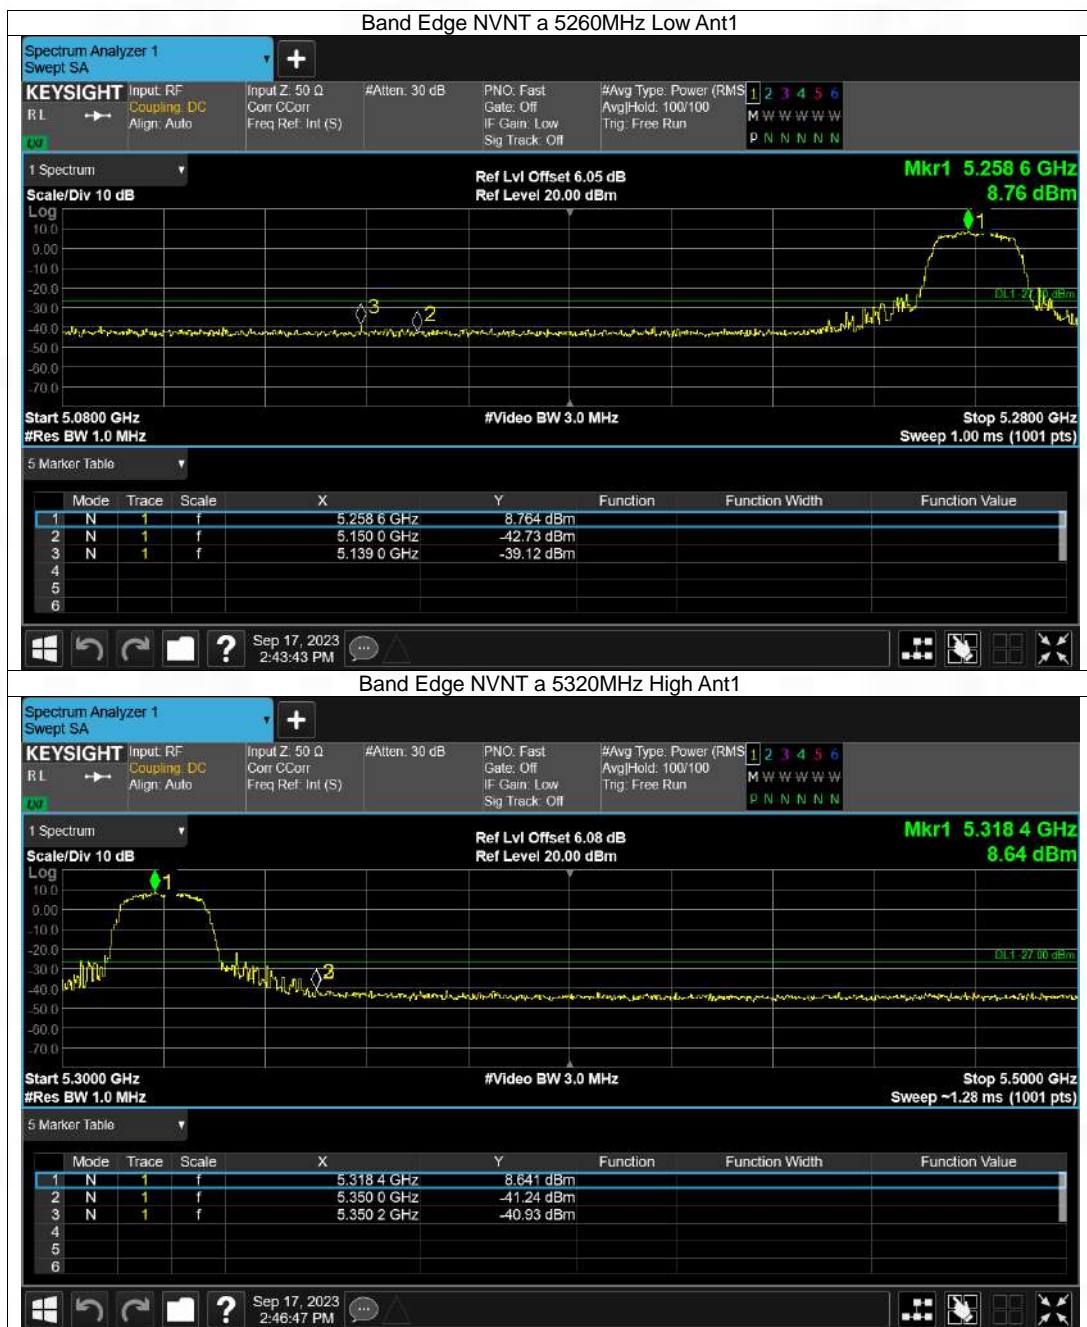 Band Edge NVNT a 5260MHz Low Ant1
Spectrum Analyzer 1
Swept SA
+
KEYSIGHT Input: RF Input Z: 50 Ω #Atten: 30 dB PNO: Fast #Avg Type: Power (RMS 1 2 3 4 5 6
RL Coupling: DC Corr CCorr Gate: Off Avg|Hold: 100/100 M W W W W W
Align: Auto Freq Ref: Int (S) IF Gain: Low Trig: Free Run
LXI Sig Track: Off P N N N N N
1 Spectrum Ref Lvl Offset 6.05 dB Mkr1 5.258 6 GHz
Scale/Div 10 dB Ref Level 20.00 dBm 8.76 dBm
Log
1
10.0
0.00
-10.0
-20.0
DL1 -27.00 dBm
-30.0
3
2
-40.0
-50.0
-60.0
-70.0
Start 5.0800 GHz #Video BW 3.0 MHz Stop 5.2800 GHz
#Res BW 1.0 MHz Sweep 1.00 ms (1001 pts)
5 Marker Table
Mode Trace Scale X Y Function Function Width Function Value
1 N 1 f 5.258 6 GHz 8.764 dBm
2 N 1 f 5.150 0 GHz -42.73 dBm
3 N 1 f 5.139 0 GHz -39.12 dBm
4
5
6
? Sep 17, 2023
2:43:43 PM
Band Edge NVNT a 5320MHz High Ant1
Spectrum Analyzer 1
Swept SA
+
KEYSIGHT Input: RF Input Z: 50 Ω #Atten: 30 dB PNO: Fast #Avg Type: Power (RMS 1 2 3 4 5 6
RL Coupling: DC Corr CCorr Gate: Off Avg|Hold: 100/100 M W W W W W
Align: Auto Freq Ref: Int (S) IF Gain: Low Trig: Free Run
LXI Sig Track: Off P N N N N N
1 Spectrum Ref Lvl Offset 6.08 dB Mkr1 5.318 4 GHz
Scale/Div 10 dB Ref Level 20.00 dBm 8.64 dBm
Log
1
10.0
0.00
-10.0
-20.0
DL1 -27.00 dBm
-30.0
2
-40.0
-50.0
-60.0
-70.0
Start 5.3000 GHz #Video BW 3.0 MHz Stop 5.5000 GHz
#Res BW 1.0 MHz Sweep ~1.28 ms (1001 pts)
5 Marker Table
Mode Trace Scale X Y Function Function Width Function Value
1 N 1 f 5.318 4 GHz 8.641 dBm
2 N 1 f 5.350 0 GHz -41.24 dBm
3 N 1 f 5.350 2 GHz -40.93 dBm
4
5
6
? Sep 17, 2023
2:46:47 PM